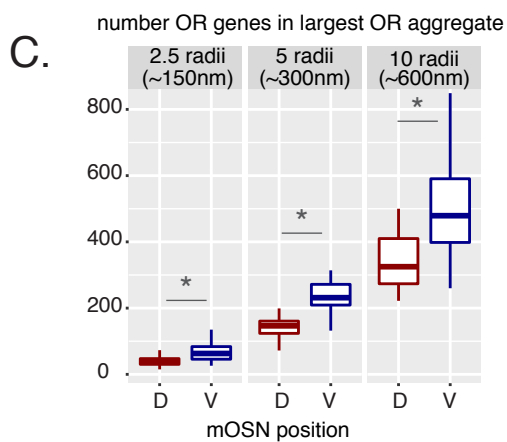 number OR genes in largest OR aggregate
C.
2.5 radii 5 radii 10 radii
(~150nm) (~300nm) (~600nm)
800
600
400
200
0
* * *
D V D V D V
mOSN position